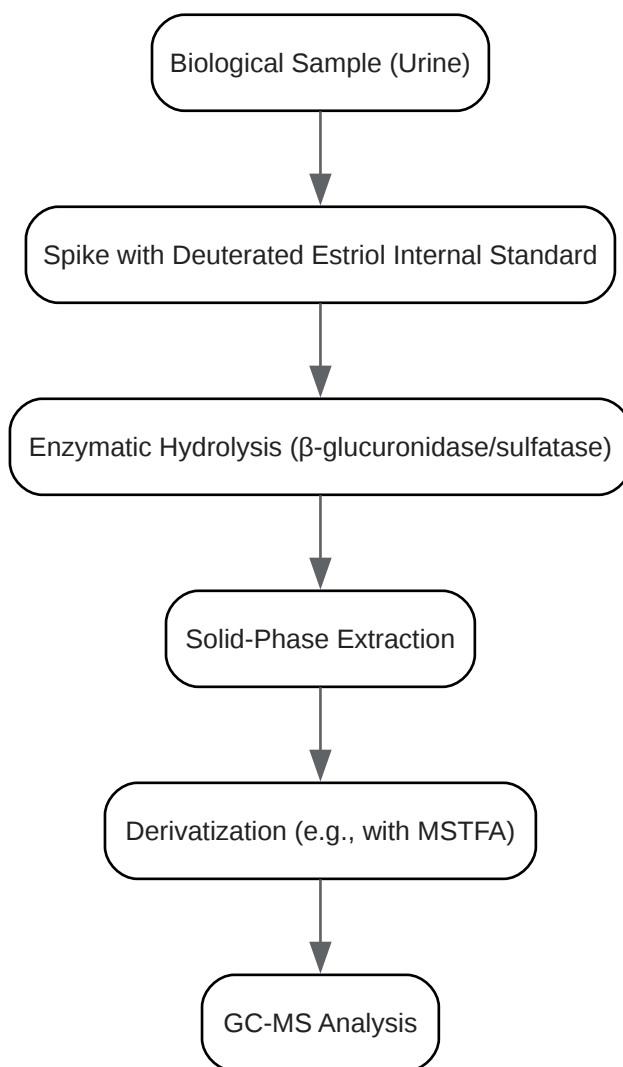 Biological Sample (Urine)
Spike with Deuterated Estriol Internal Standard
Enzymatic Hydrolysis (β-glucuronidase/sulfatase)
Solid-Phase Extraction
Derivatization (e.g., with MSTFA)
GC-MS Analysis